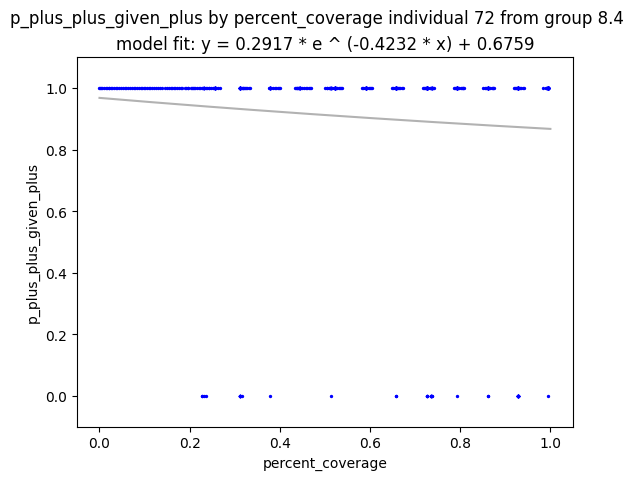 p_plus_plus_given_plus by percent_coverage individual 72 from group 8.4
model fit: y = 0.2917 * e ^ (-0.4232 * x) + 0.6759
p_plus_plus_given_plus
1.0
0.8
0.6
0.4
0.2
0.0
0.0 0.2 0.4 0.6 0.8 1.0
percent_coverage